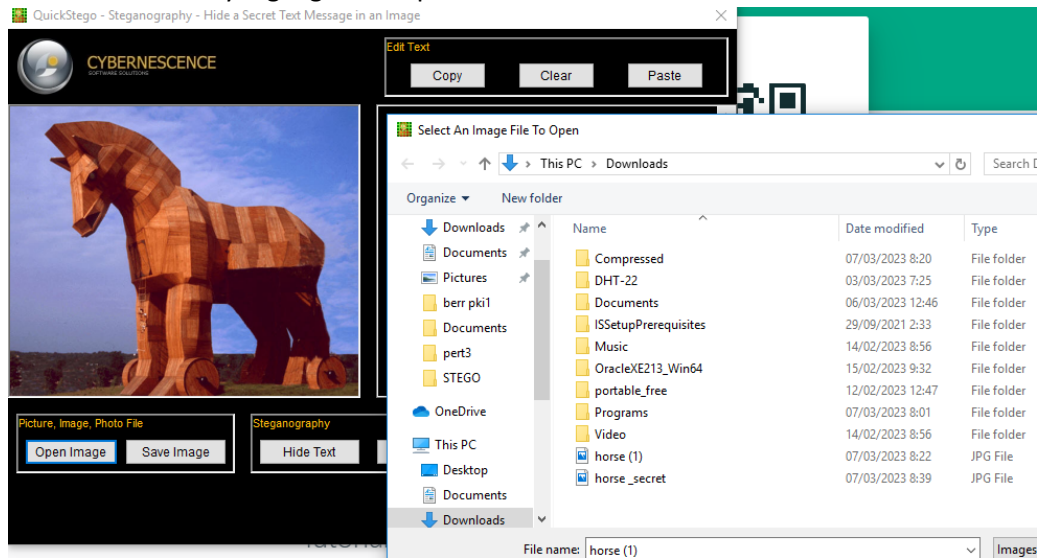 QuickStego - Steganography - Hide a Secret Text Message in an Image
CYBERNESCENCE
SOFTWARE SOLUTIONS
Edit Text
Copy Clear Paste
Select An Image File To Open
This PC > Downloads
Search D
Organize New folder
Downloads
Documents
Pictures
berr pki1
Documents
pert3
STEGO
OneDrive
This PC
Desktop
Documents
Downloads
Name Date modified Type
Compressed 07/03/2023 8:20 File folder
DHT-22 03/03/2023 7:25 File folder
Documents 06/03/2023 12:46 File folder
ISSetupPrerequisites 29/09/2021 2:33 File folder
Music 14/02/2023 8:56 File folder
OracleXE213_Win64 15/02/2023 9:32 File folder
portable_free 12/02/2023 12:47 File folder
Programs 07/03/2023 8:01 File folder
Video 14/02/2023 8:56 File folder
horse (1) 07/03/2023 8:22 JPG File
horse _secret 07/03/2023 8:39 JPG File
Picture, Image, Photo File
Open Image Save Image
Steganography
Hide Text
File name: horse (1) Images